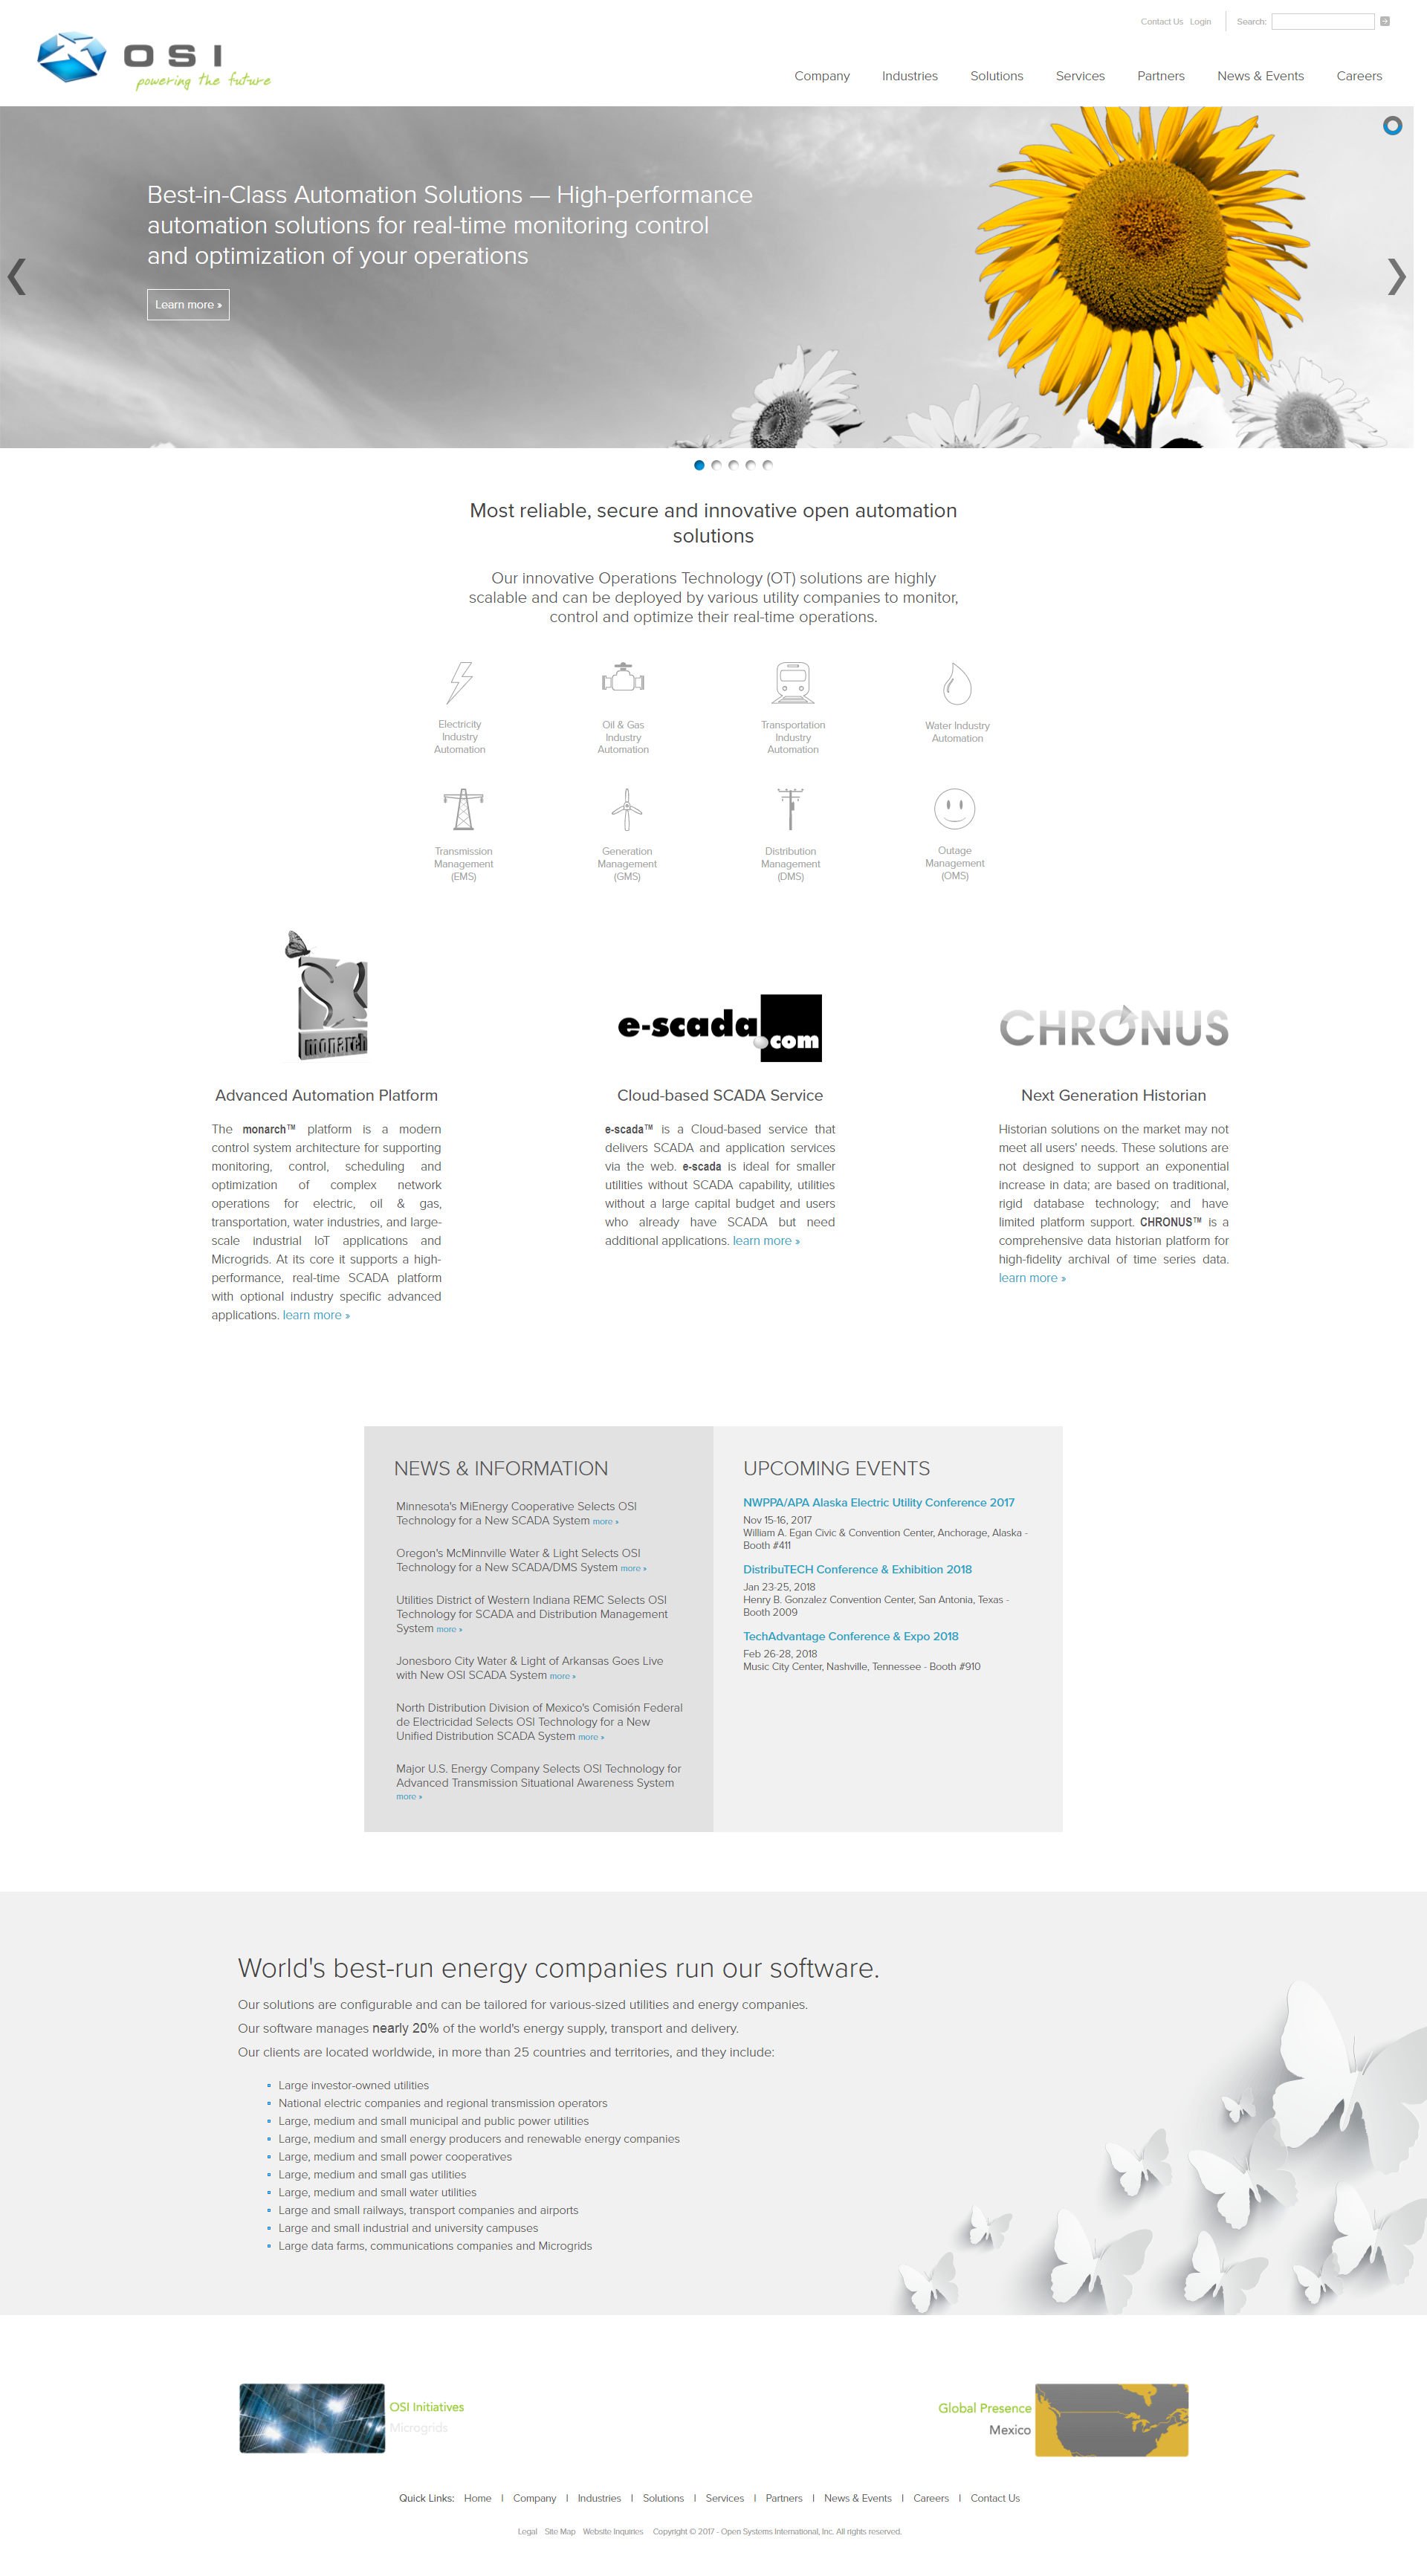 Contact Us Login Search:
OSI
powering the future
Company Industries Solutions Services Partners News & Events Careers
Best-in-Class Automation Solutions — High-performance
automation solutions for real-time monitoring control
and optimization of your operations
Learn more »
Most reliable, secure and innovative open automation
solutions
Our innovative Operations Technology (OT) solutions are highly
scalable and can be deployed by various utility companies to monitor,
control and optimize their real-time operations.
Electricity
Industry
Automation
Oil & Gas
Industry
Automation
Transportation
Industry
Automation
Water Industry
Automation
Transmission
Management
(EMS)
Generation
Management
(GMS)
Distribution
Management
(DMS)
Outage
Management
(OMS)
monarch
Advanced Automation Platform
The monarch™ platform is a modern
control system architecture for supporting
monitoring, control, scheduling and
optimization of complex network
operations for electric, oil & gas,
transportation, water industries, and large-
scale industrial IoT applications and
Microgrids. At its core it supports a high-
performance, real-time SCADA platform
with optional industry specific advanced
applications. learn more »
e-scada.com
Cloud-based SCADA Service
e-scada™ is a Cloud-based service that
delivers SCADA and application services
via the web. e-scada is ideal for smaller
utilities without SCADA capability, utilities
without a large capital budget and users
who already have SCADA but need
additional applications. learn more »
CHRONUS
Next Generation Historian
Historian solutions on the market may not
meet all users' needs. These solutions are
not designed to support an exponential
increase in data; are based on traditional,
rigid database technology; and have
limited platform support. CHRONUS™ is a
comprehensive data historian platform for
high-fidelity archival of time series data.
learn more »
NEWS & INFORMATION
Minnesota's MiEnergy Cooperative Selects OSI
Technology for a New SCADA System more »
Oregon's McMinnville Water & Light Selects OSI
Technology for a New SCADA/DMS System more »
Utilities District of Western Indiana REMC Selects OSI
Technology for SCADA and Distribution Management
System more »
Jonesboro City Water & Light of Arkansas Goes Live
with New OSI SCADA System more »
North Distribution Division of Mexico's Comisión Federal
de Electricidad Selects OSI Technology for a New
Unified Distribution SCADA System more »
Major U.S. Energy Company Selects OSI Technology for
Advanced Transmission Situational Awareness System
more »
UPCOMING EVENTS
NWPPA/APA Alaska Electric Utility Conference 2017
Nov 15-16, 2017
William A. Egan Civic & Convention Center, Anchorage, Alaska -
Booth #411
DistribuTECH Conference & Exhibition 2018
Jan 23-25, 2018
Henry B. Gonzalez Convention Center, San Antonia, Texas -
Booth 2009
TechAdvantage Conference & Expo 2018
Feb 26-28, 2018
Music City Center, Nashville, Tennessee - Booth #910
World's best-run energy companies run our software.
Our solutions are configurable and can be tailored for various-sized utilities and energy companies.
Our software manages nearly 20% of the world's energy supply, transport and delivery.
Our clients are located worldwide, in more than 25 countries and territories, and they include:
Large investor-owned utilities
National electric companies and regional transmission operators
Large, medium and small municipal and public power utilities
Large, medium and small energy producers and renewable energy companies
Large, medium and small power cooperatives
Large, medium and small gas utilities
Large, medium and small water utilities
Large and small railways, transport companies and airports
Large and small industrial and university campuses
Large data farms, communications companies and Microgrids
OSI Initiatives
Microgrids
Global Presence
Mexico
Quick Links: Home | Company | Industries | Solutions | Services | Partners | News & Events | Careers | Contact Us
Legal Site Map Website Inquiries Copyright © 2017 - Open Systems International, Inc. All rights reserved.